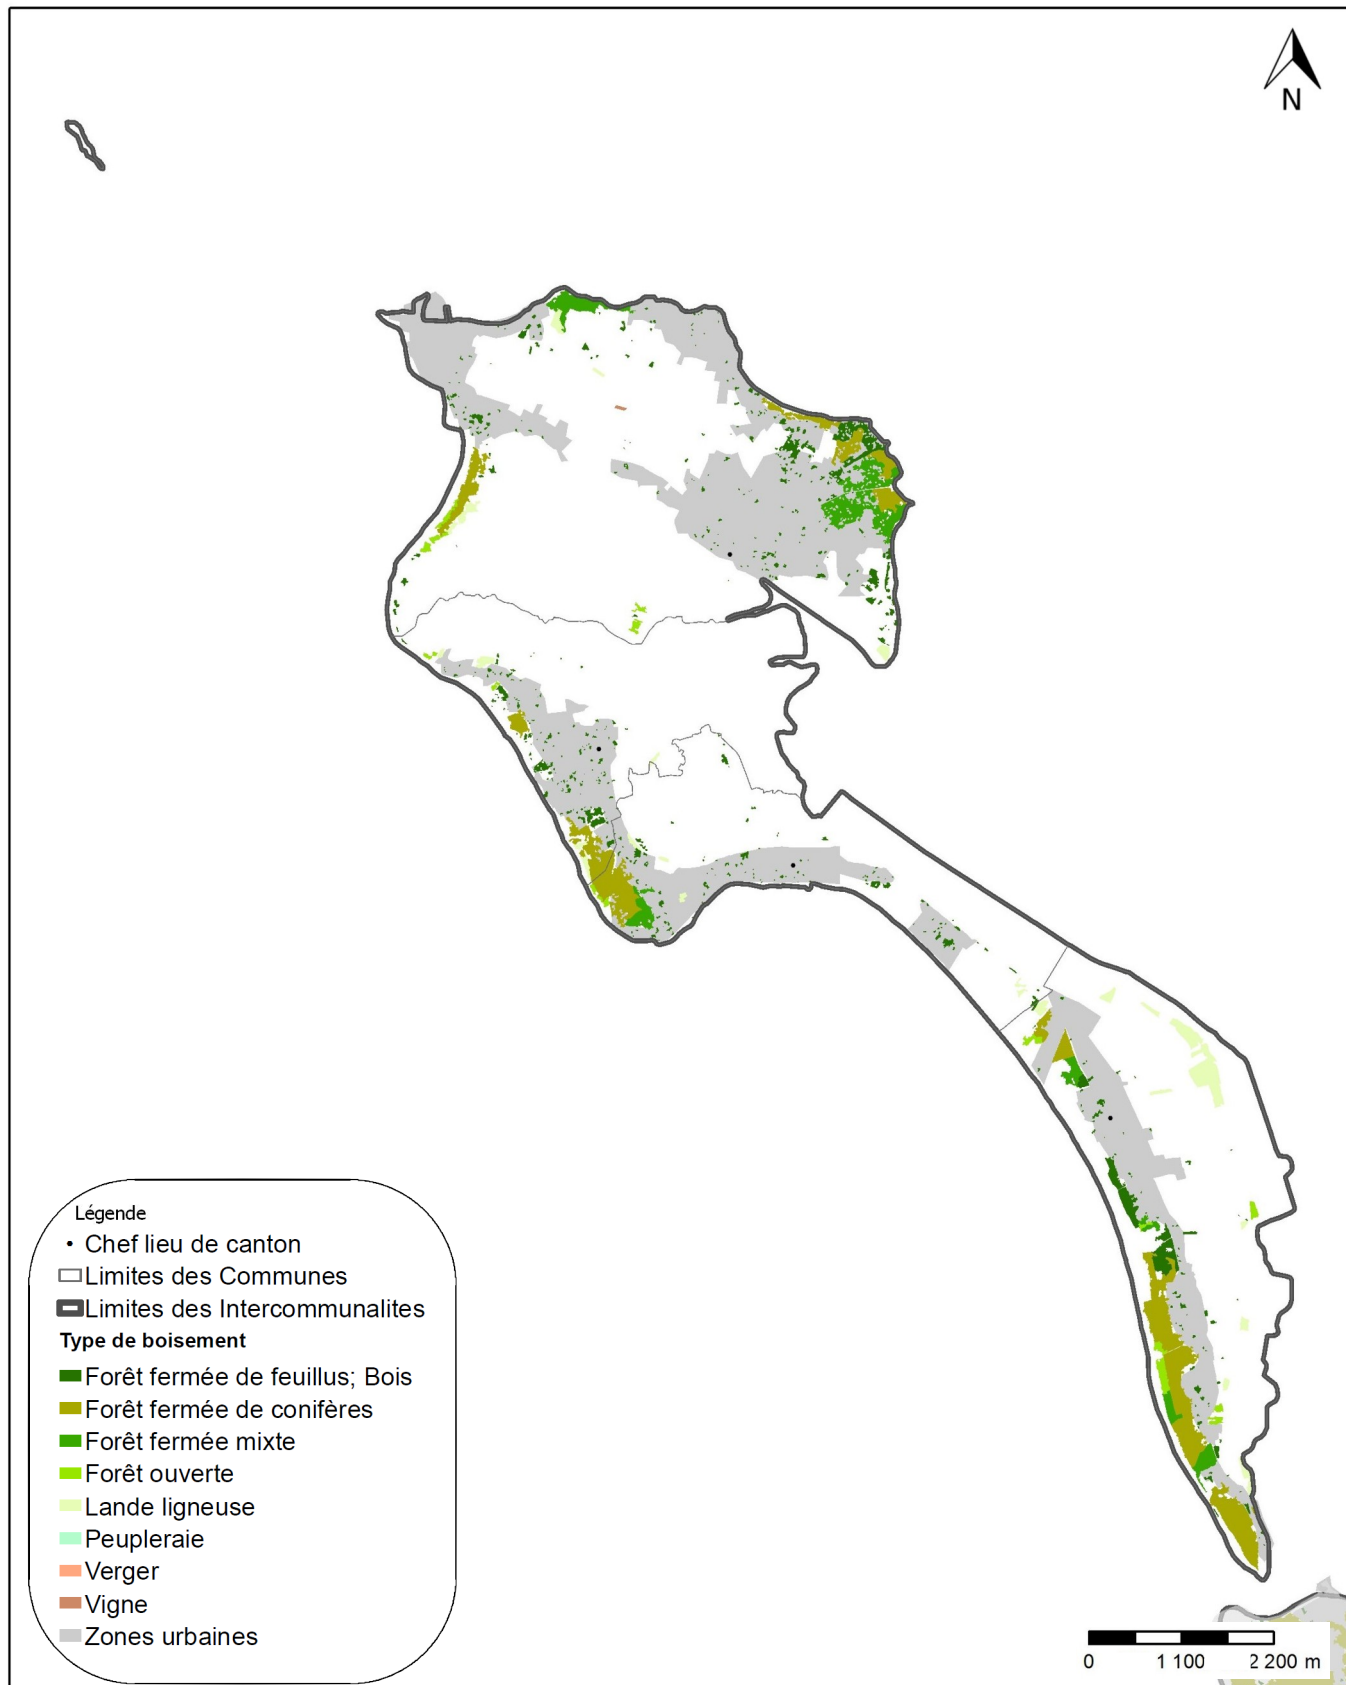 N
Légende
Chef lieu de canton
Limites des Communes
Limites des Intercommunalites
Type de boisement
Forêt fermée de feuillus; Bois
Forêt fermée de conifères
Forêt fermée mixte
Forêt ouverte
Lande ligneuse
Peupleraie
Verger
Vigne
Zones urbaines
0 1 100 2 200 m